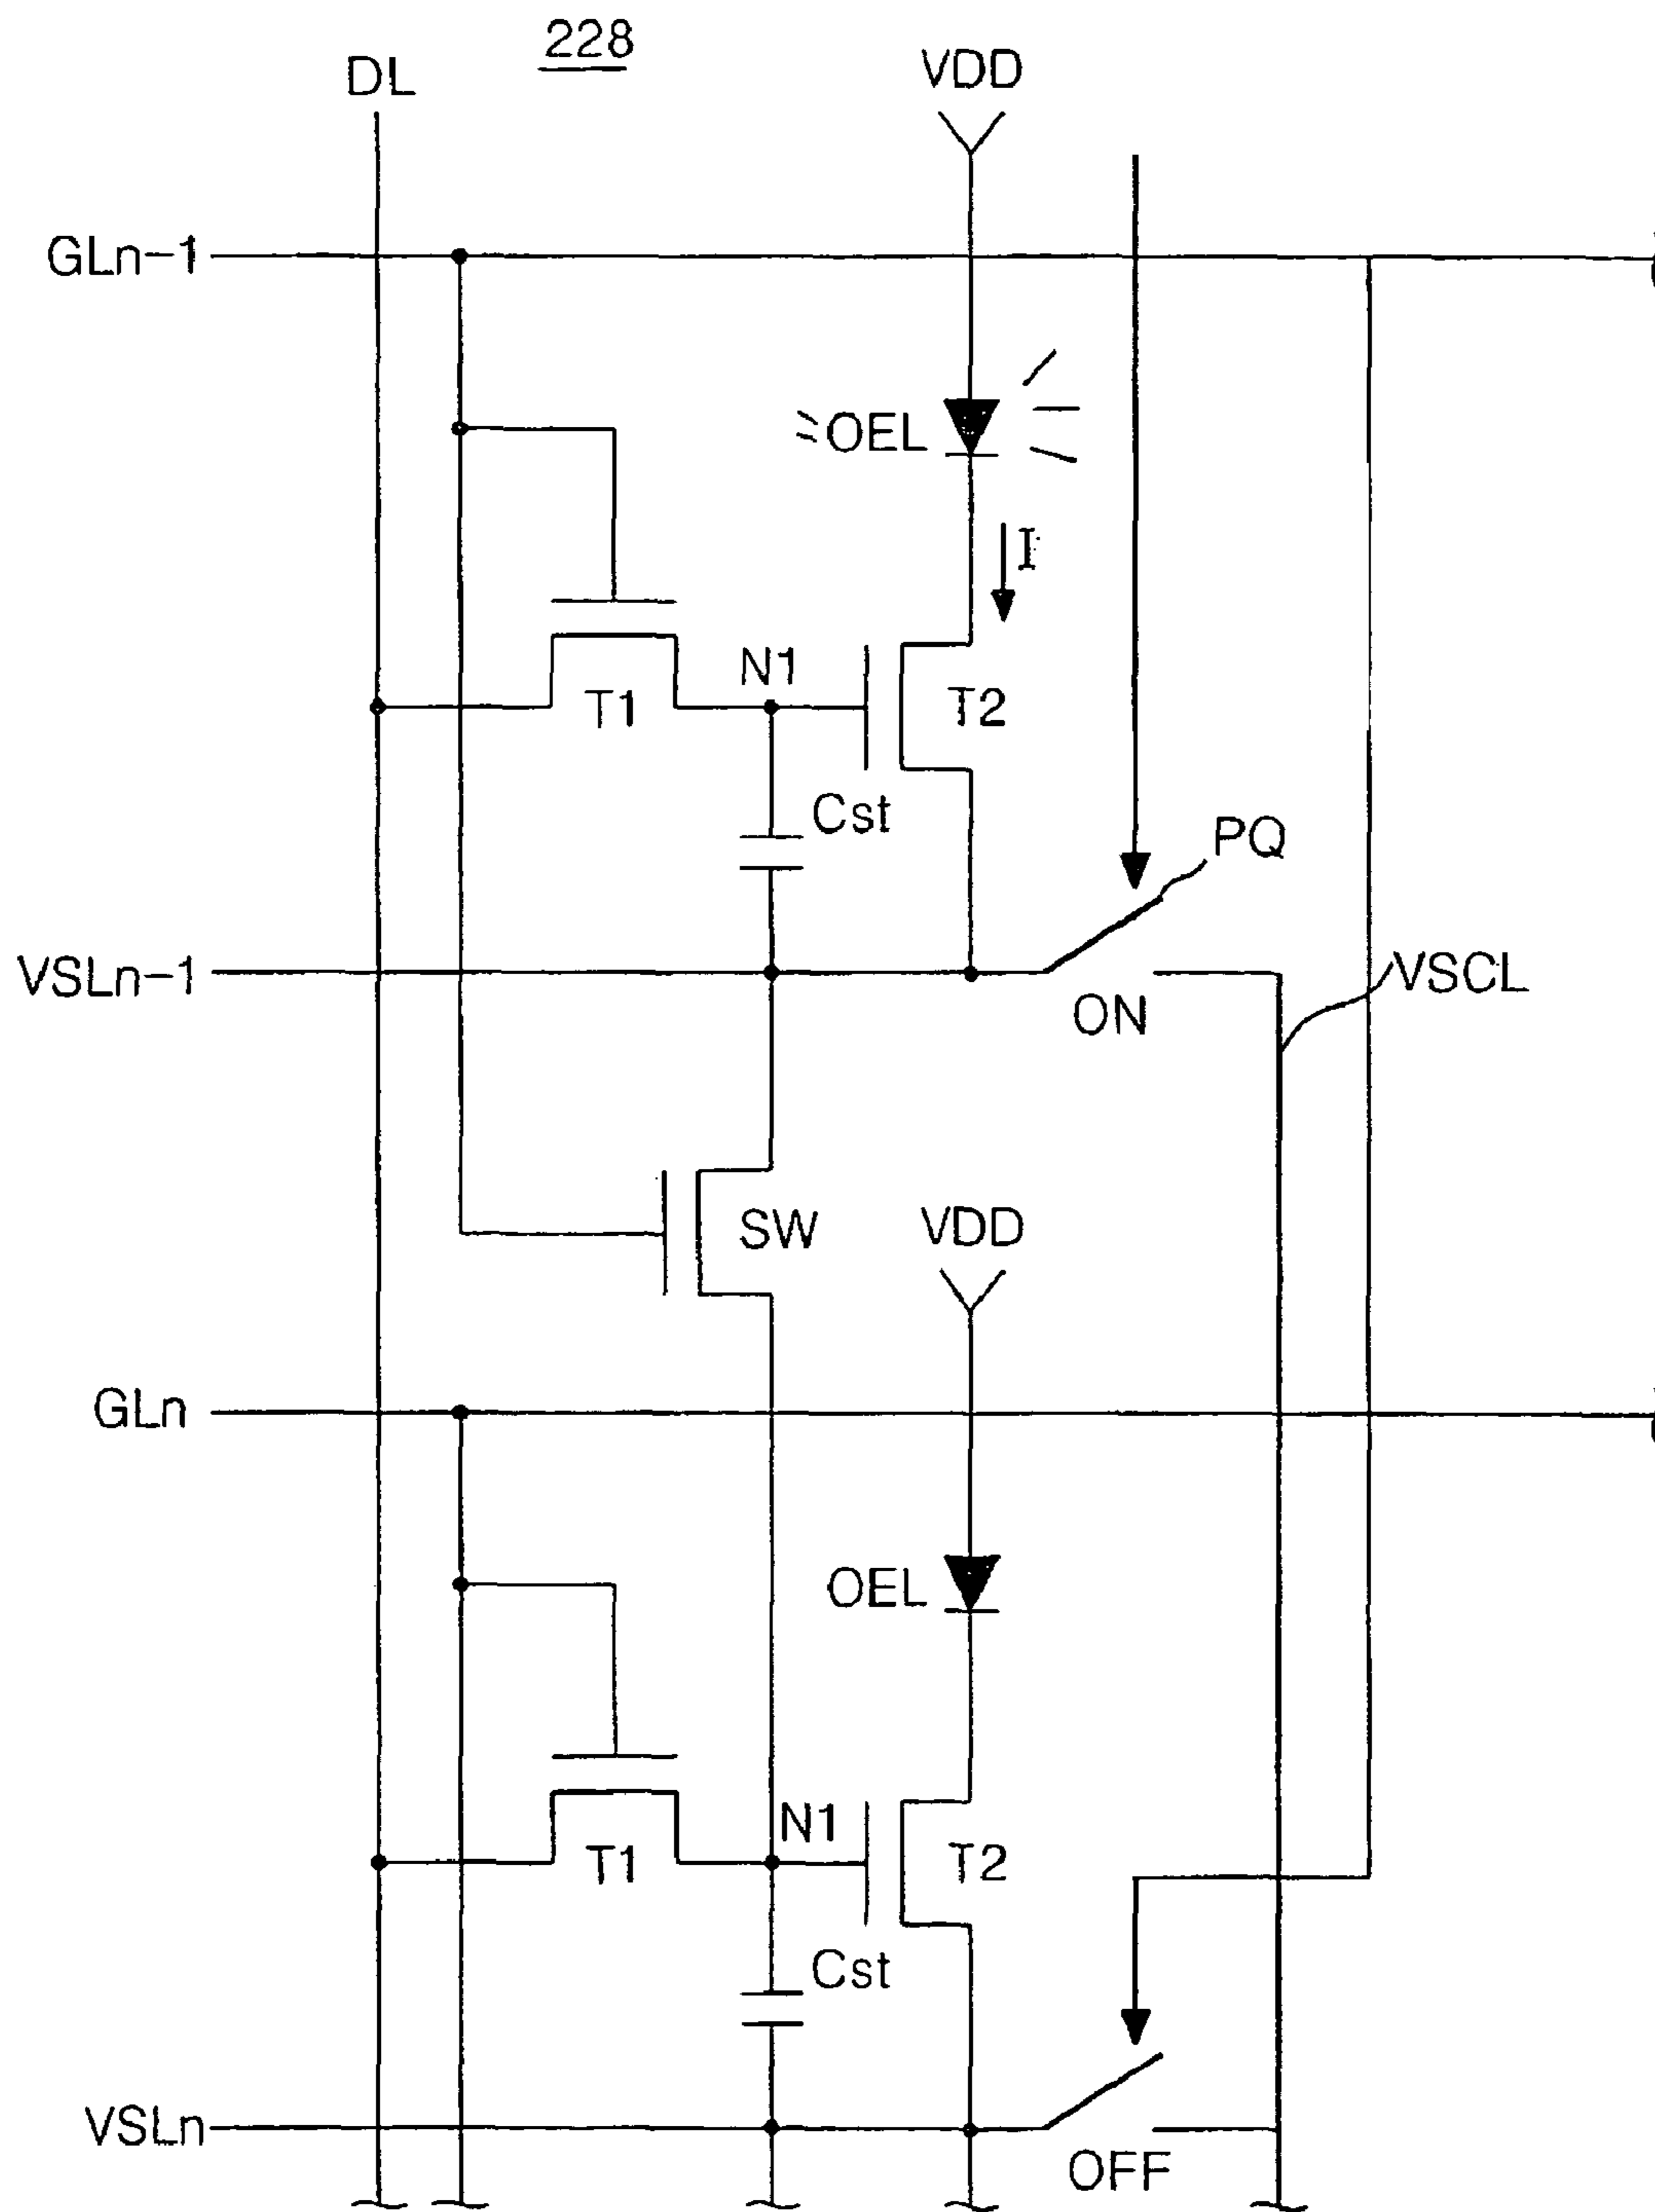 228
DL
VDD
GLn-1
OEL
I
N1
T1
T2
Cst
PQ
VSLn-1
VSCL
ON
SW
VDD
GLn
OEL
N1
T1
T2
Cst
VSLn
OFF